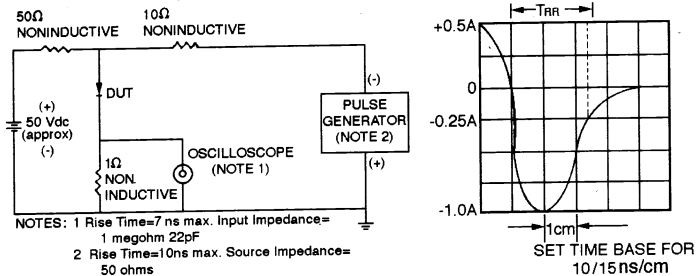 50Ω
NONINDUCTIVE
10Ω
NONINDUCTIVE
DUT
(+)
50 Vdc
(approx)
(-)
1Ω
NON.
INDUCTIVE
OSCILLOSCOPE
(NOTE 1)
(-)
PULSE
GENERATOR
(NOTE 2)
(+)
NOTES: 1 Rise Time=7 ns max. Input Impedance=
1 megohm 22pF
2 Rise Time=10ns max. Source Impedance=
50 ohms
TRR
+0.5A
0
-0.25A
-1.0A
1cm
SET TIME BASE FOR
10/15ns/cm